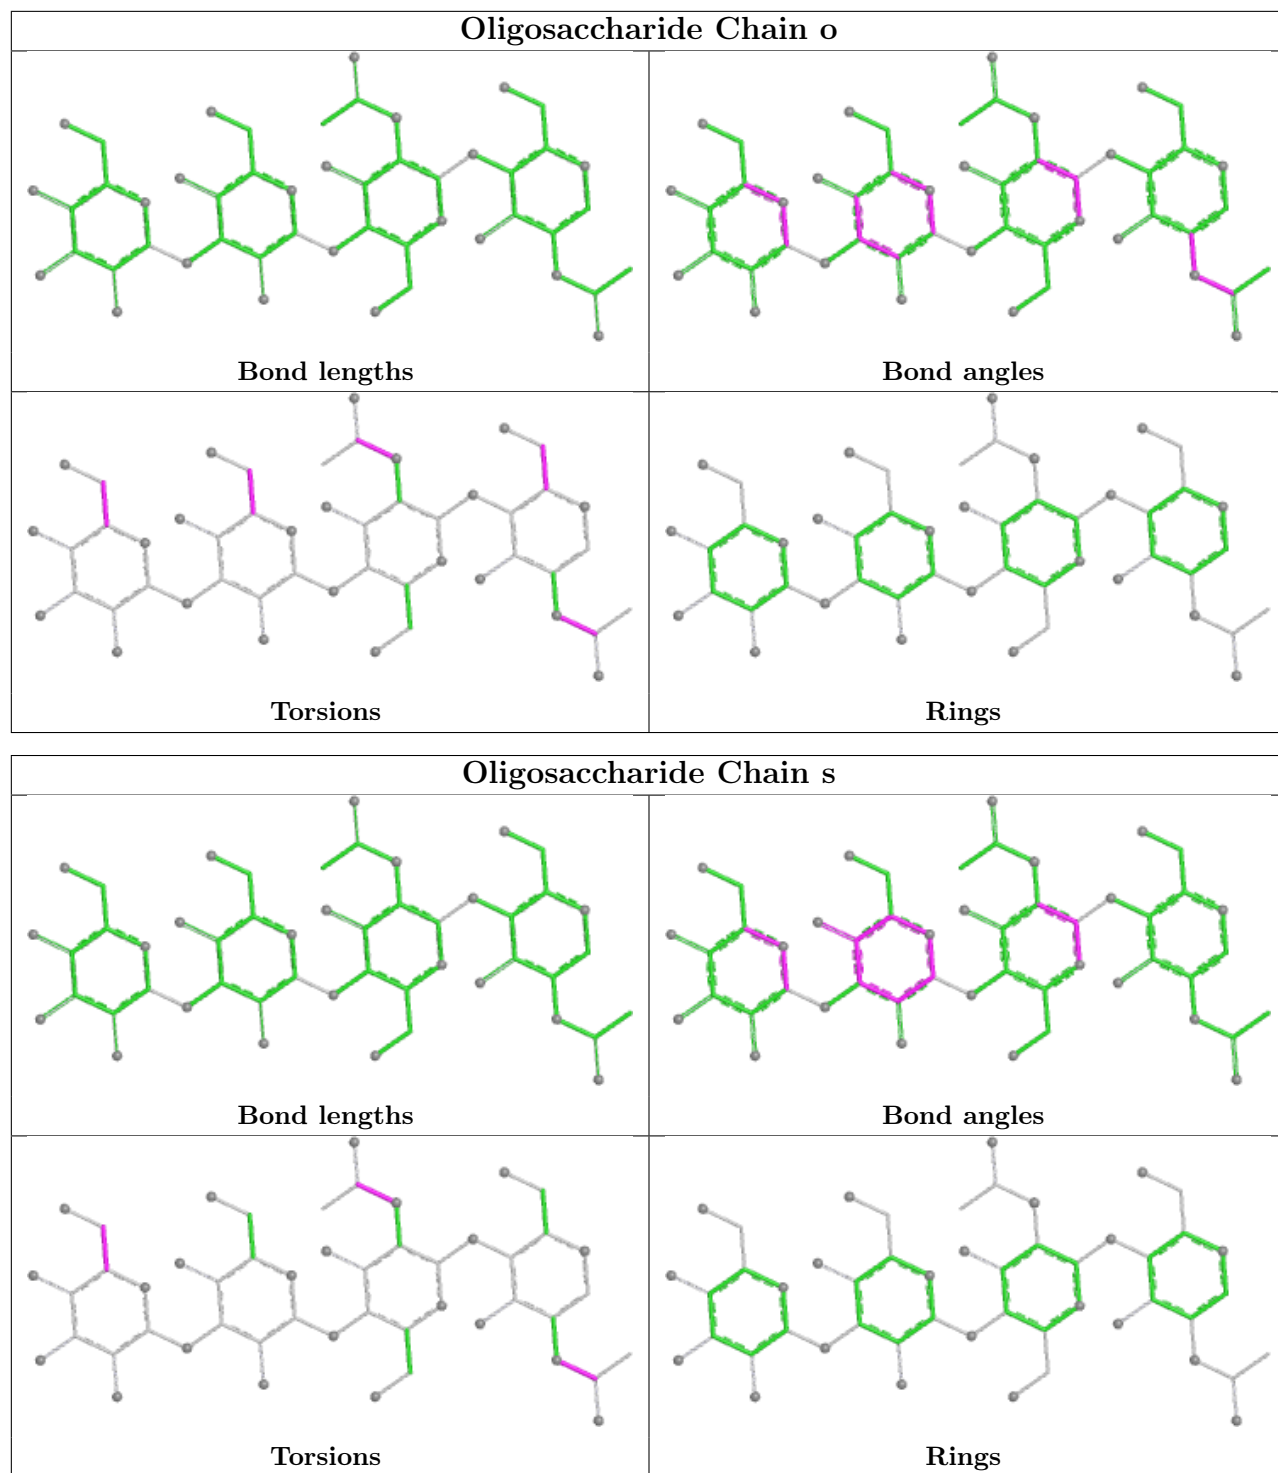 Oligosaccharide Chain o
Bond lengths
Bond angles
Torsions
Rings
Oligosaccharide Chain s
Bond lengths
Bond angles
Torsions
Rings